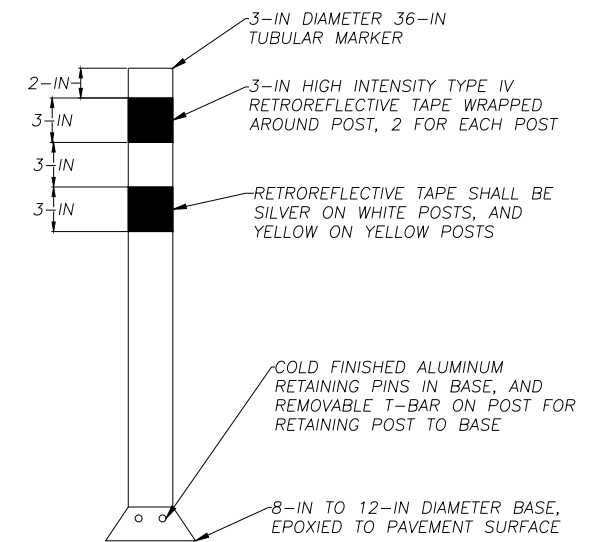 3-IN DIAMETER 36-IN
TUBULAR MARKER
2-IN
3-IN HIGH INTENSITY TYPE IV
RETROREFLECTIVE TAPE WRAPPED
AROUND POST, 2 FOR EACH POST
3-IN
3-IN
3-IN
RETROREFLECTIVE TAPE SHALL BE
SILVER ON WHITE POSTS, AND
YELLOW ON YELLOW POSTS
COLD FINISHED ALUMINUM
RETAINING PINS IN BASE, AND
REMOVABLE T-BAR ON POST FOR
RETAINING POST TO BASE
8-IN TO 12-IN DIAMETER BASE,
EPOXIED TO PAVEMENT SURFACE